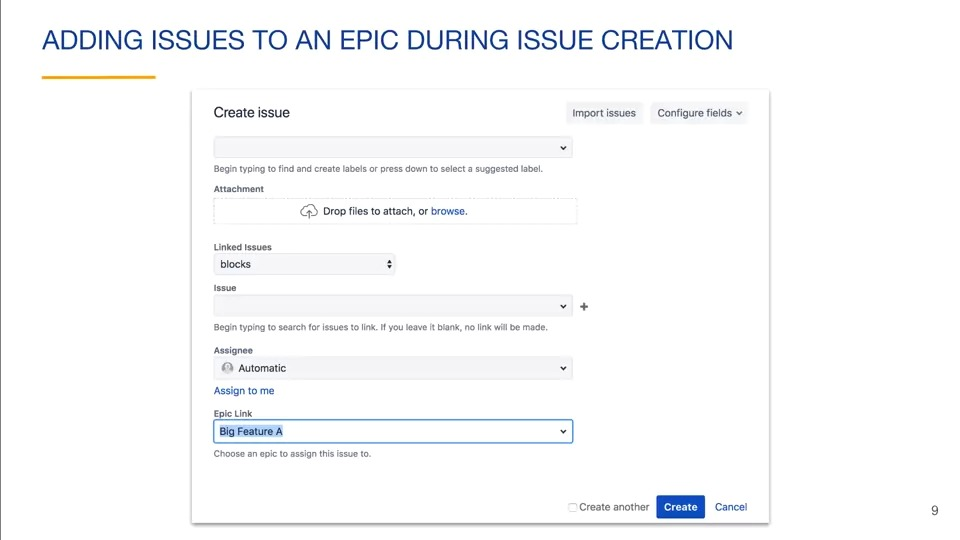 ADDING ISSUES TO AN EPIC DURING ISSUE CREATION
Create issue
Import issues
Configure fields
Begin typing to find and create labels or press down to select a suggested label.
Attachment
Drop files to attach, or browse.
Linked Issues
blocks
Issue
Begin typing to search for issues to link. If you leave it blank, no link will be made.
Assignee
Automatic
Assign to me
Epic Link
Big Feature A
Choose an epic to assign this issue to.
Create another
Create
Cancel
9